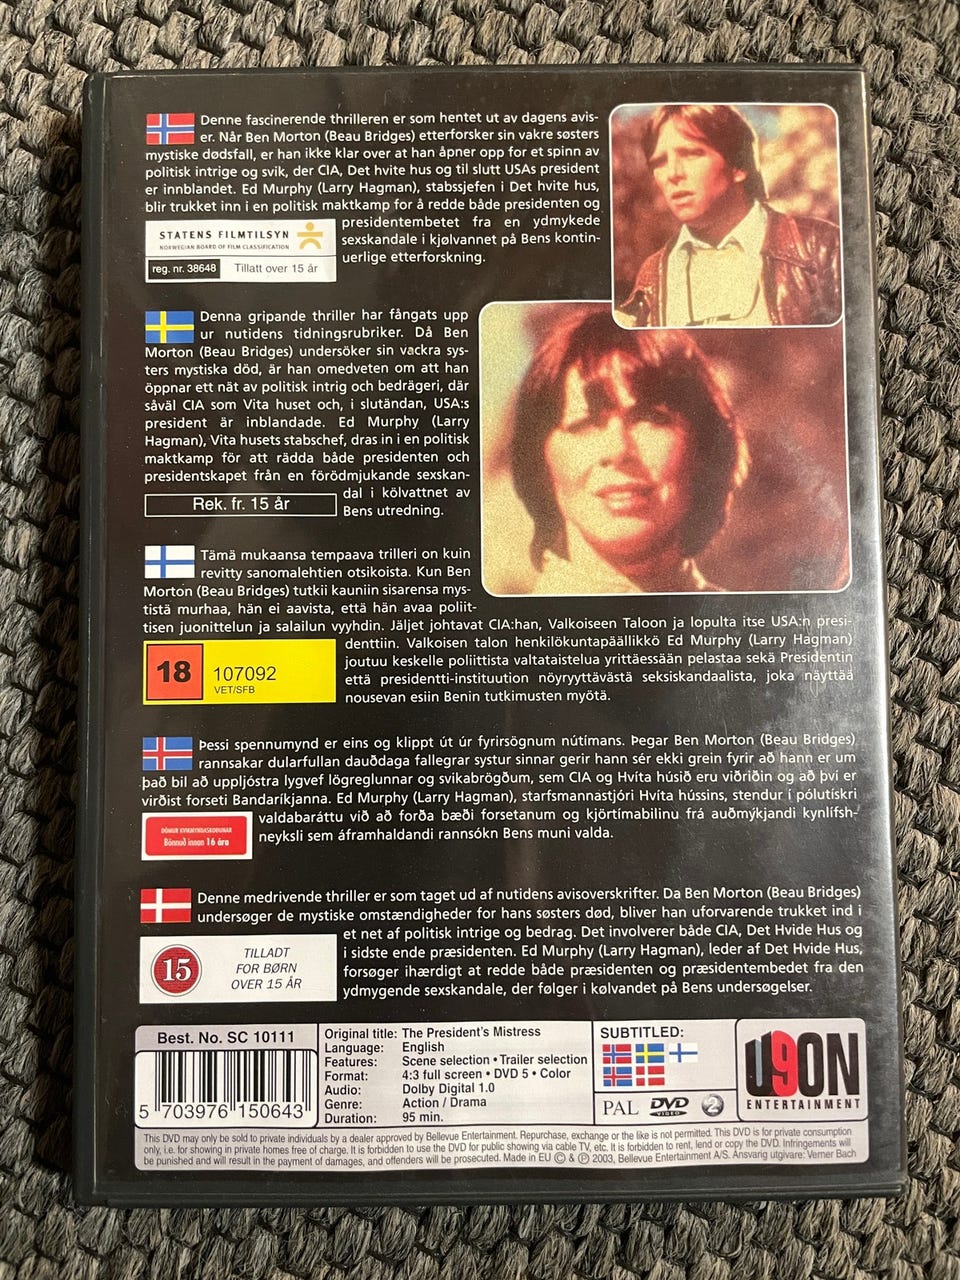 Denne fascinerende thrilleren er som hentet ut av dagens avis-
er. Når Ben Morton (Beau Bridges) etterforsker sin vakre søsters
mystiske dødsfall, er han ikke klar over at han åpner opp for et spinn av
politisk intrige og svik, der CIA, Det hvite hus og til slutt USAs president
er innblandet. Ed Murphy (Larry Hagman), stabssjefen i Det hvite hus,
blir trukket inn i en politisk maktkamp for å redde både presidenten og
presidentembetet fra en ydmykede
sexskandale i kjølvannet på Bens kontin-
uerlige etterforskning.
STATENS FILMTILSYN
NORWEGIAN BOARD OF FILM CLASSIFICATION
reg. nr. 38648 Tillatt over 15 år
Denna gripande thriller har fångats upp
ur nutidens tidningsrubriker. Då Ben
Morton (Beau Bridges) undersöker sin vackra sys-
ters mystiska död, är han omedveten om att han
öppnar ett nät av politisk intrig och bedrägeri, där
såväl CIA som Vita huset och, i slutändan, USA:s
president är inblandade. Ed Murphy (Larry
Hagman), Vita husets stabschef, dras in i en politisk
maktkamp för att rädda både presidenten och
presidentskapet från en förödmjukande sexskan-
dal i kölvattnet av
Bens utredning.
Rek. fr. 15 år
Tämä mukaansa tempaava trilleri on kuin
revitty sanomalehtien otsikoista. Kun Ben
Morton (Beau Bridges) tutkii kauniin sisarensa mys-
tistä murhaa, hän ei aavista, että hän avaa poliit-
tisen juonittelun ja salailun vyyhdin. Jäljet johtavat CIA:han, Valkoiseen Taloon ja lopulta itse USA:n presi-
denttiin. Valkoisen talon henkilökuntapäällikkö Ed Murphy (Larry Hagman)
joutuu keskelle poliittista valtataistelua yrittäessään pelastaa sekä Presidentin
että presidentti-instituution nöyryyttävästä seksiskandaalista, joka näyttää
nousevan esiin Benin tutkimusten myötä.
18 107092
VET/SFB
Þessi spennumynd er eins og klippt út úr fyrirsögnum nútímans. Þegar Ben Morton (Beau Bridges)
rannsakar dularfullan dauðdaga fallegrar systur sinnar gerir hann sér ekki grein fyrir að hann er um
það bil að uppljóstra lygvef lögreglunnar og svikabrögðum, sem CIA og Hvíta húsið eru viðriðin og að því er
virðist forseti Bandaríkjanna. Ed Murphy (Larry Hagman), starfsmannastjóri Hvíta hússins, stendur í pólutískri
valdabaráttu við að forða bæði forsetanum og kjörtímabilinu frá auðmýkjandi kynlífsh-
neyksli sem áframhaldandi rannsókn Bens muni valda.
DÓMUR KVIKMYNDASKOÐUNAR
Bönnuð innan 16 ára
Denne medrivende thriller er som taget ud af nutidens avisoverskrifter. Da Ben Morton (Beau Bridges)
undersøger de mystiske omstændigheder for hans søsters død, bliver han uforvarende trukket ind i
et net af politisk intrige og bedrag. Det involverer både CIA, Det Hvide Hus og
i sidste ende præsidenten. Ed Murphy (Larry Hagman), leder af Det Hvide Hus,
forsøger ihærdigt at redde både præsidenten og præsidentembedet fra den
ydmygende sexskandale, der følger i kølvandet på Bens undersøgelser.
15 TILLADT
FOR BØRN
OVER 15 ÅR
Best. No. SC 10111
5 703976 150643
Original title: The President's Mistress
Language: English
Features: Scene selection • Trailer selection
Format: 4:3 full screen • DVD 5 • Color
Audio: Dolby Digital 1.0
Genre: Action / Drama
Duration: 95 min.
SUBTITLED:
PAL DVD VIDEO 2
U9ON
ENTERTAINMENT
This DVD may only be sold to private individuals by a dealer approved by Bellevue Entertainment. Repurchase, exchange or the like is not permitted. This DVD is for private consumption
only, i.e. for showing in private homes free of charge. It is forbidden to use the DVD for public showing via cable TV, etc. It is forbidden to rent, lend or copy the DVD. Infringements will
be punished and will result in the payment of damages, and offenders will be prosecuted. Made in EU © & ℗ 2003, Bellevue Entertainment A/S. Ansvarig utgivare: Verner Bach